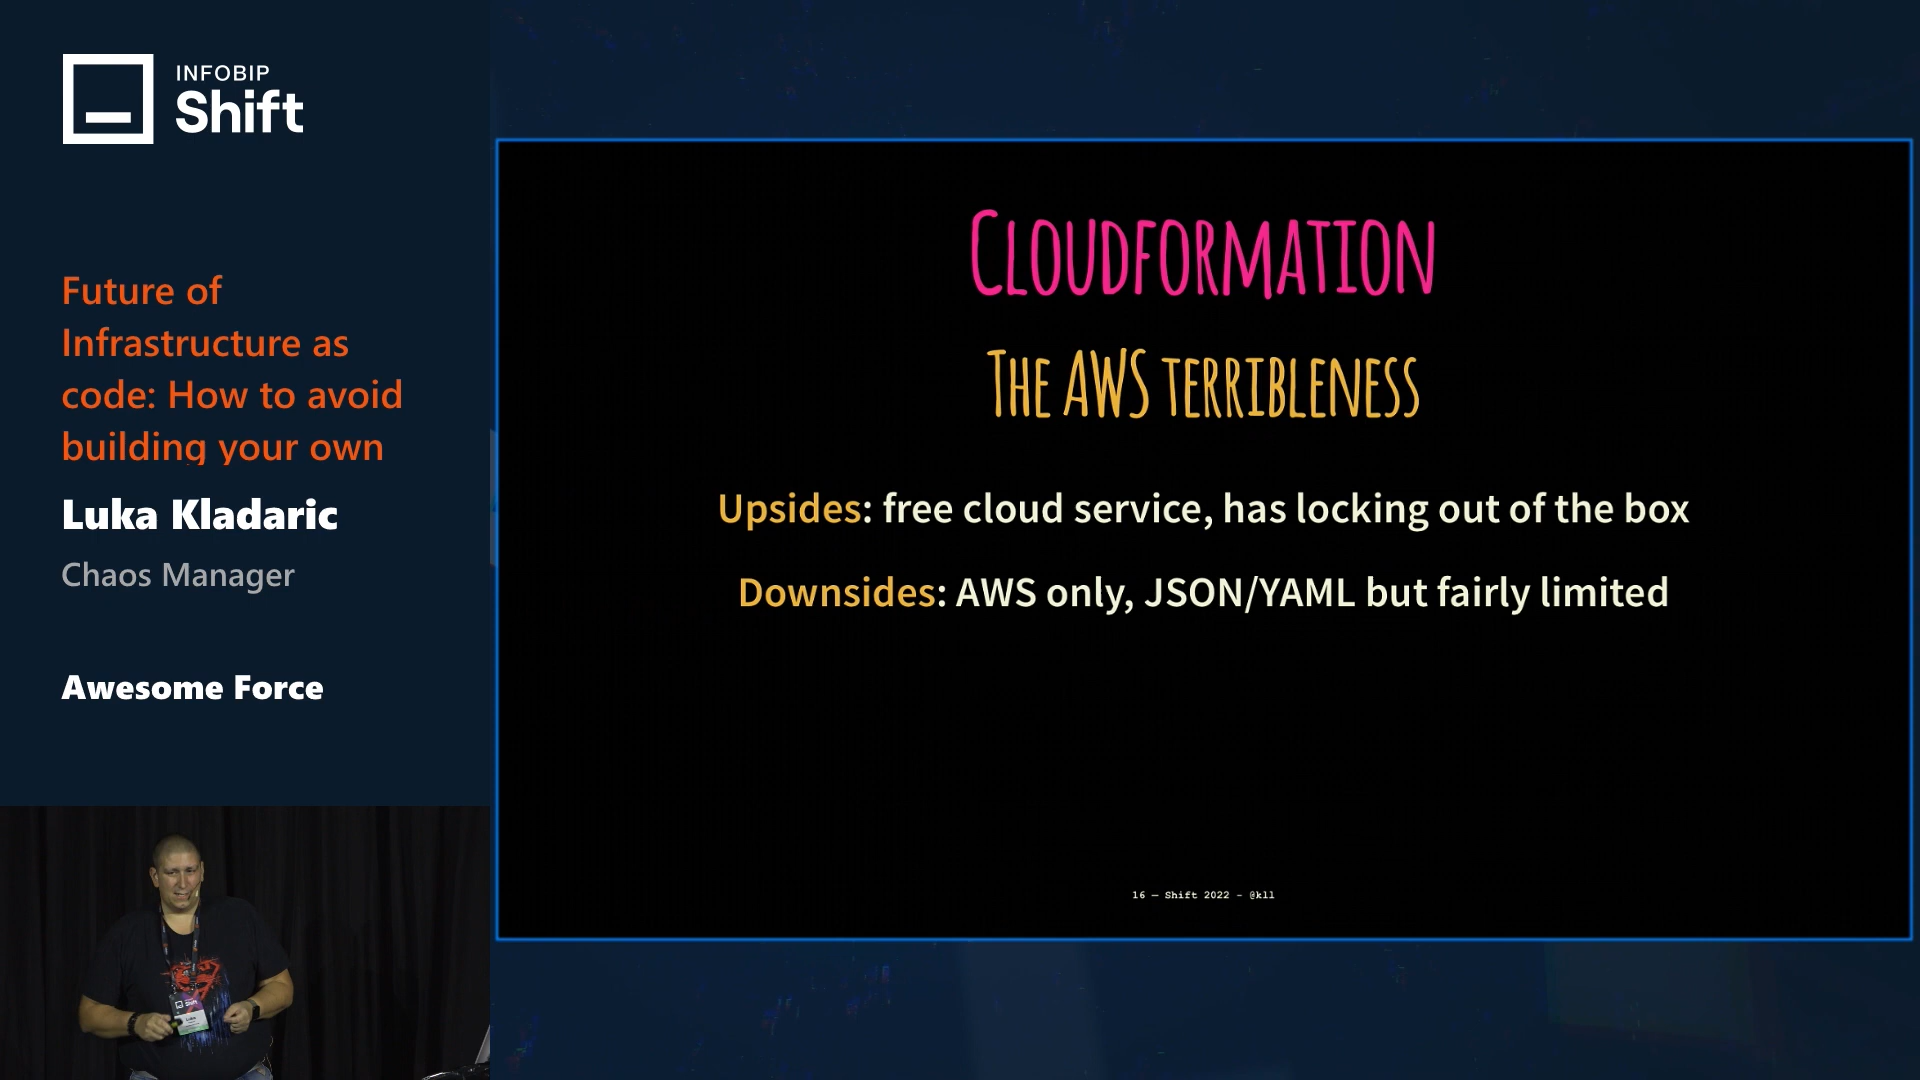 INFOBIP
Shift
Future of
Infrastructure as
code: How to avoid
building your own
Luka Kladaric
Chaos Manager
Awesome Force
CLOUDFORMATION
THE AWS TERRIBLENESS
Upsides: free cloud service, has locking out of the box
Downsides: AWS only, JSON/YAML but fairly limited
16 — Shift 2022 - @kll
Shift
Luka